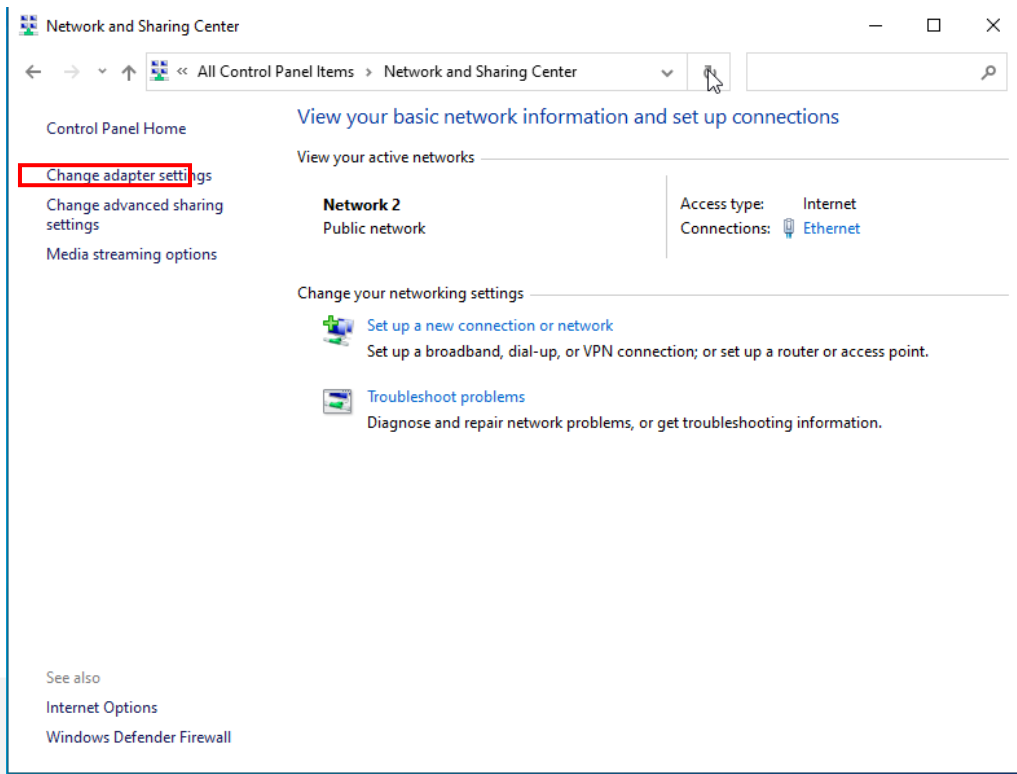 Network and Sharing Center
« All Control Panel Items > Network and Sharing Center
Control Panel Home
Change adapter settings
Change advanced sharing
settings
Media streaming options
View your basic network information and set up connections
View your active networks
Network 2
Public network
Access type: Internet
Connections: Ethernet
Change your networking settings
Set up a new connection or network
Set up a broadband, dial-up, or VPN connection; or set up a router or access point.
Troubleshoot problems
Diagnose and repair network problems, or get troubleshooting information.
See also
Internet Options
Windows Defender Firewall